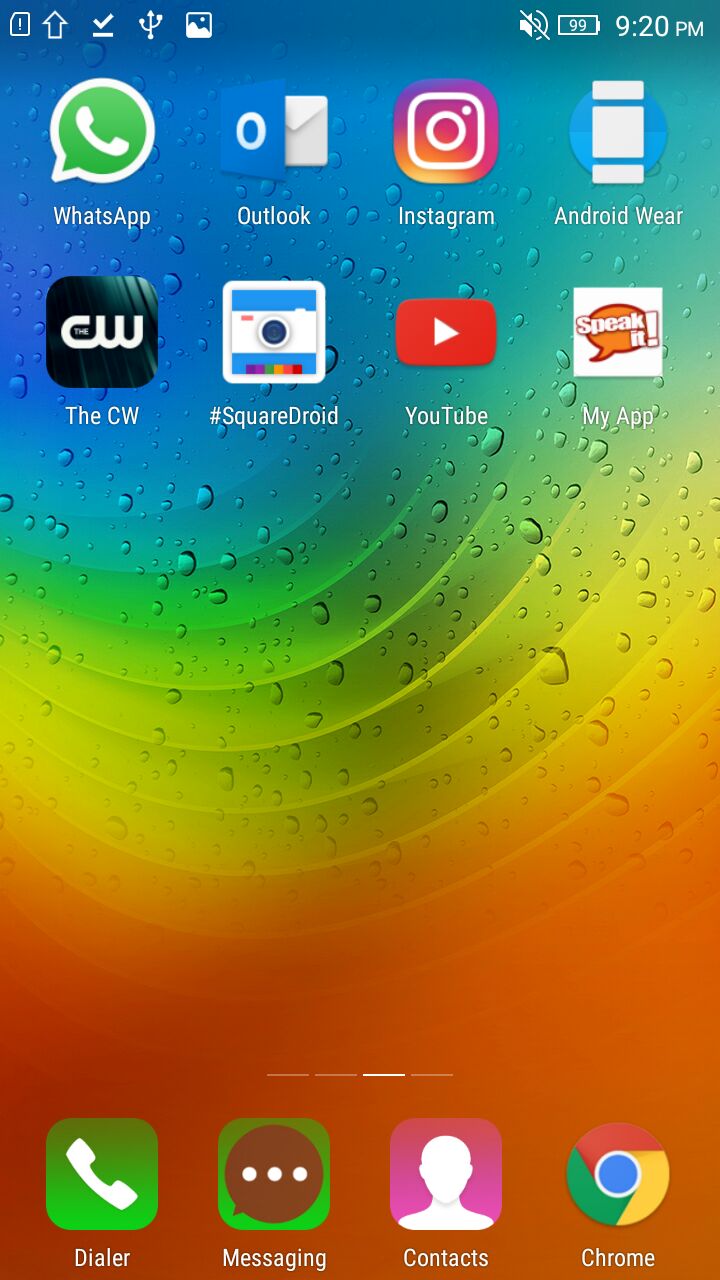 99 9:20 PM
WhatsApp
Outlook
Instagram
Android Wear
THE CW
Speak it!
The CW
#SquareDroid
YouTube
My App
Dialer
Messaging
Contacts
Chrome